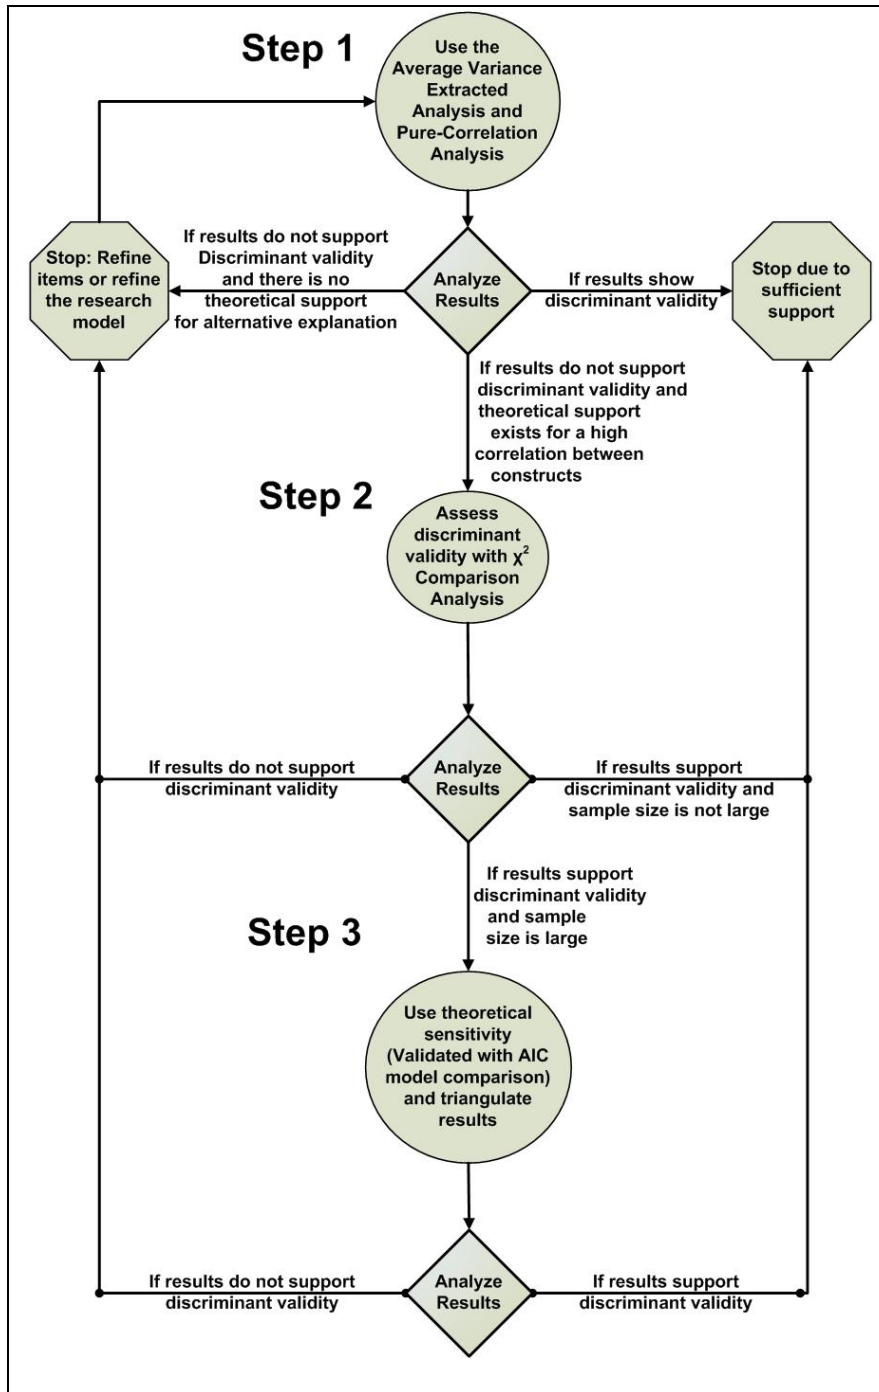 Step 1
Use the
Average Variance
Extracted
Analysis and
Pure-Correlation
Analysis
Stop: Refine
items or refine
the research
model
If results do not support
Discriminant validity
and there is no
theoretical support
for alternative explanation
Analyze
Results
If results show
discriminant validity
Stop due to
sufficient
support
If results do not support
discriminant validity and
theoretical support
exists for a high
correlation between
constructs
Step 2
Assess
discriminant
validity with χ²
Comparison
Analysis
If results do not support
discriminant validity
Analyze
Results
If results support
discriminant validity and
sample size is not large
If results support
discriminant validity
and sample
size is large
Step 3
Use theoretical
sensitivity
(Validated with AIC
model comparison)
and triangulate
results
If results do not support
discriminant validity
Analyze
Results
If results support
discriminant validity